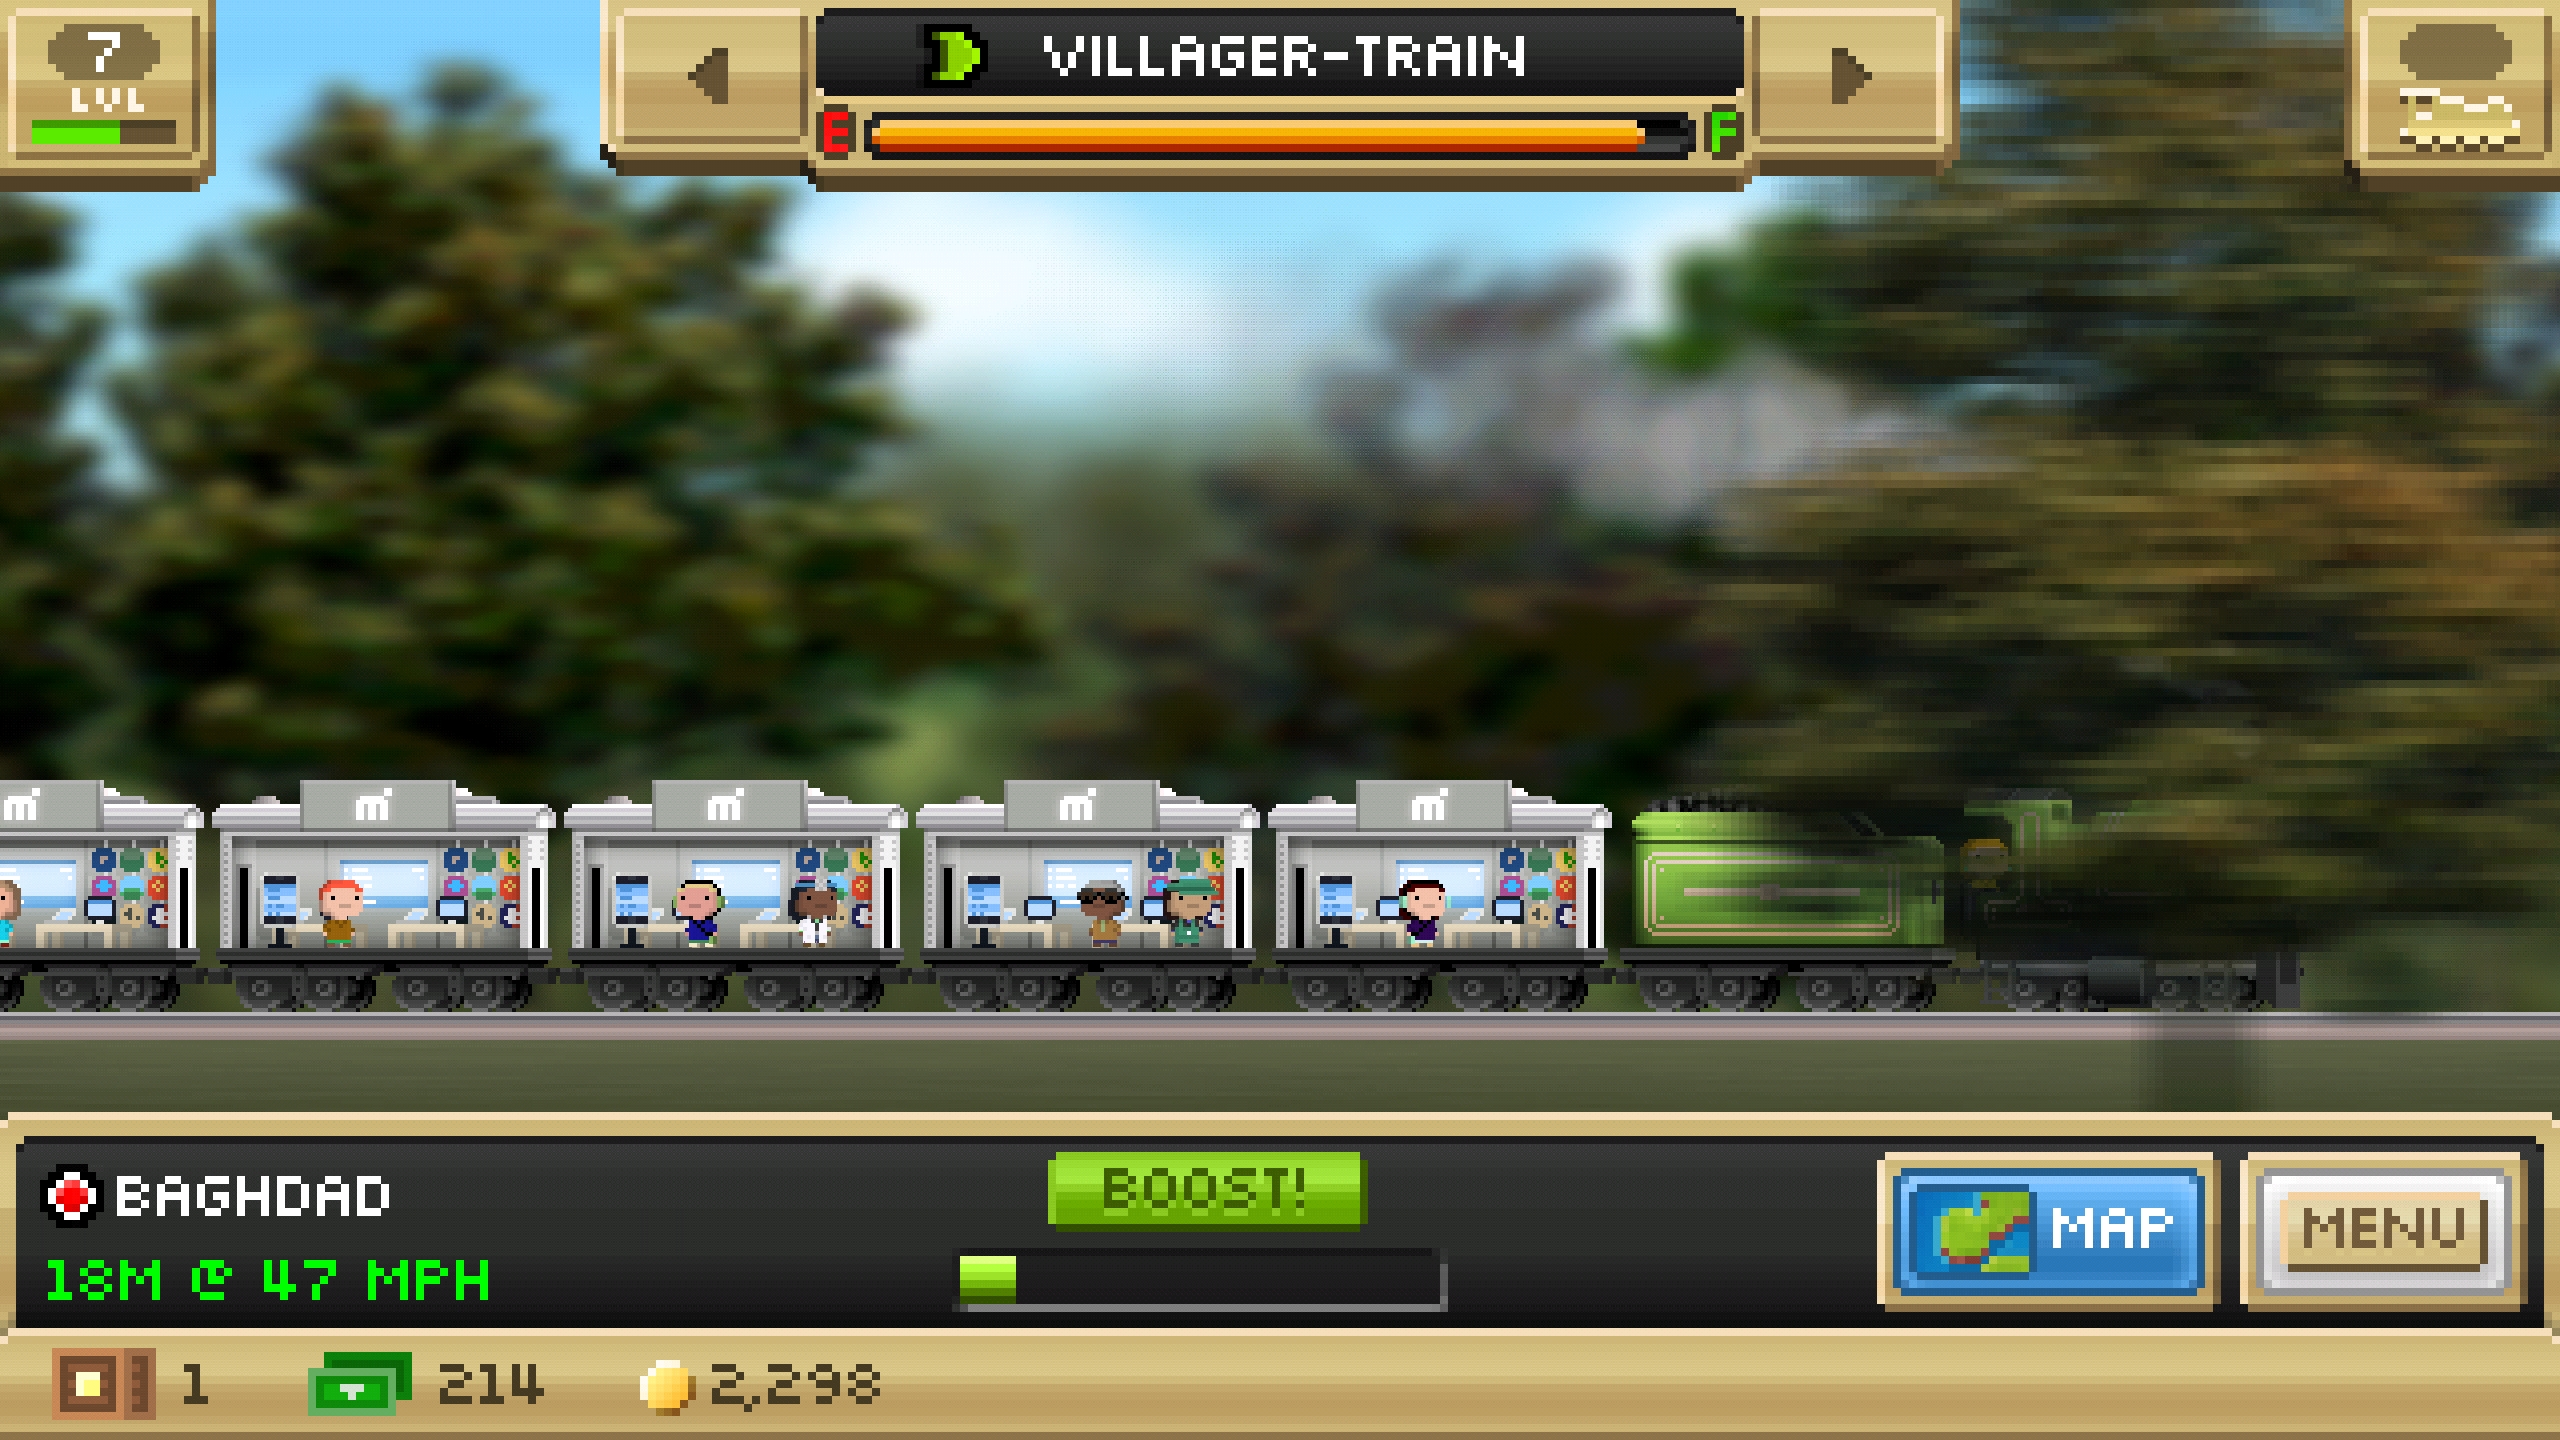 7
LVL
VILLAGER-TRAIN
E F
m m m m m
BAGHDAD
18M @ 47 MPH
BOOST!
MAP
MENU
1 214 2,298